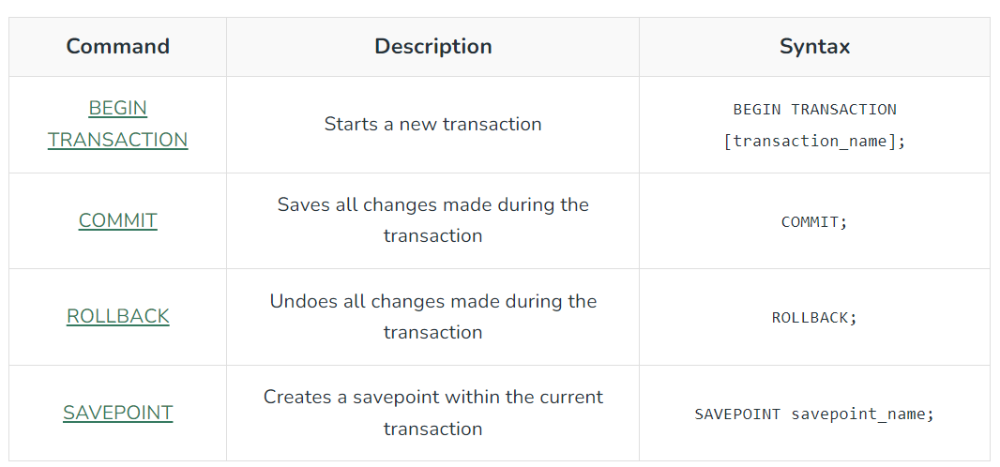 Command Description Syntax
BEGIN
TRANSACTION
Starts a new transaction
BEGIN TRANSACTION
[transaction_name];
COMMIT
Saves all changes made during the
transaction
COMMIT;
ROLLBACK
Undoes all changes made during the
transaction
ROLLBACK;
SAVEPOINT
Creates a savepoint within the current
transaction
SAVEPOINT savepoint_name;